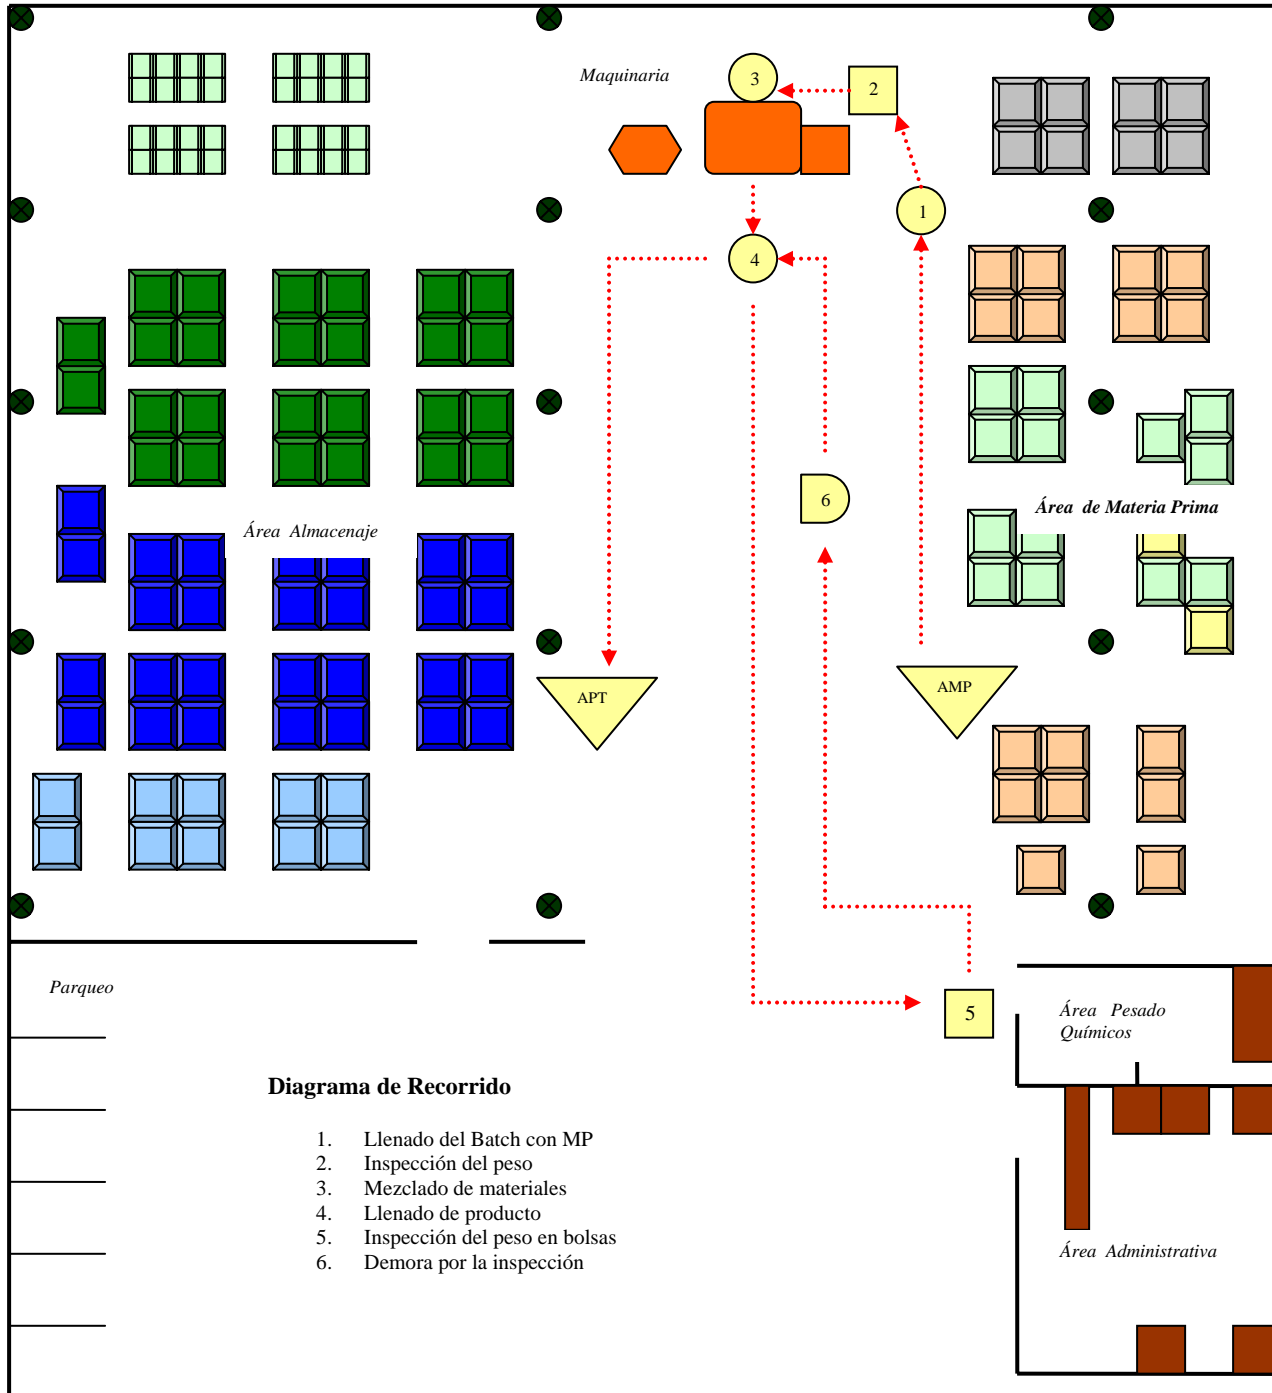 Maquinaria
3
2
1
4
6
Área de Materia Prima
Área Almacenaje
APT
AMP
5
Parqueo
Área Pesado
Químicos
Diagrama de Recorrido
1. Llenado del Batch con MP
2. Inspección del peso
3. Mezclado de materiales
4. Llenado de producto
5. Inspección del peso en bolsas
6. Demora por la inspección
Área Administrativa